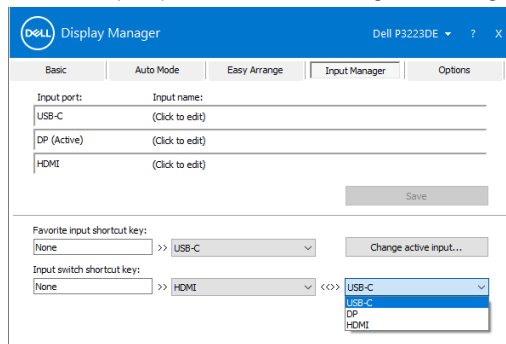 DELL Display Manager Dell P3223DE ? X
Basic Auto Mode Easy Arrange Input Manager Options
Input port: Input name:
USB-C (Click to edit)
DP (Active) (Click to edit)
HDMI (Click to edit)
Save
Favorite input shortcut key:
None >> USB-C Change active input...
Input switch shortcut key:
None >> HDMI <<>> USB-C
USB-C
DP
HDMI